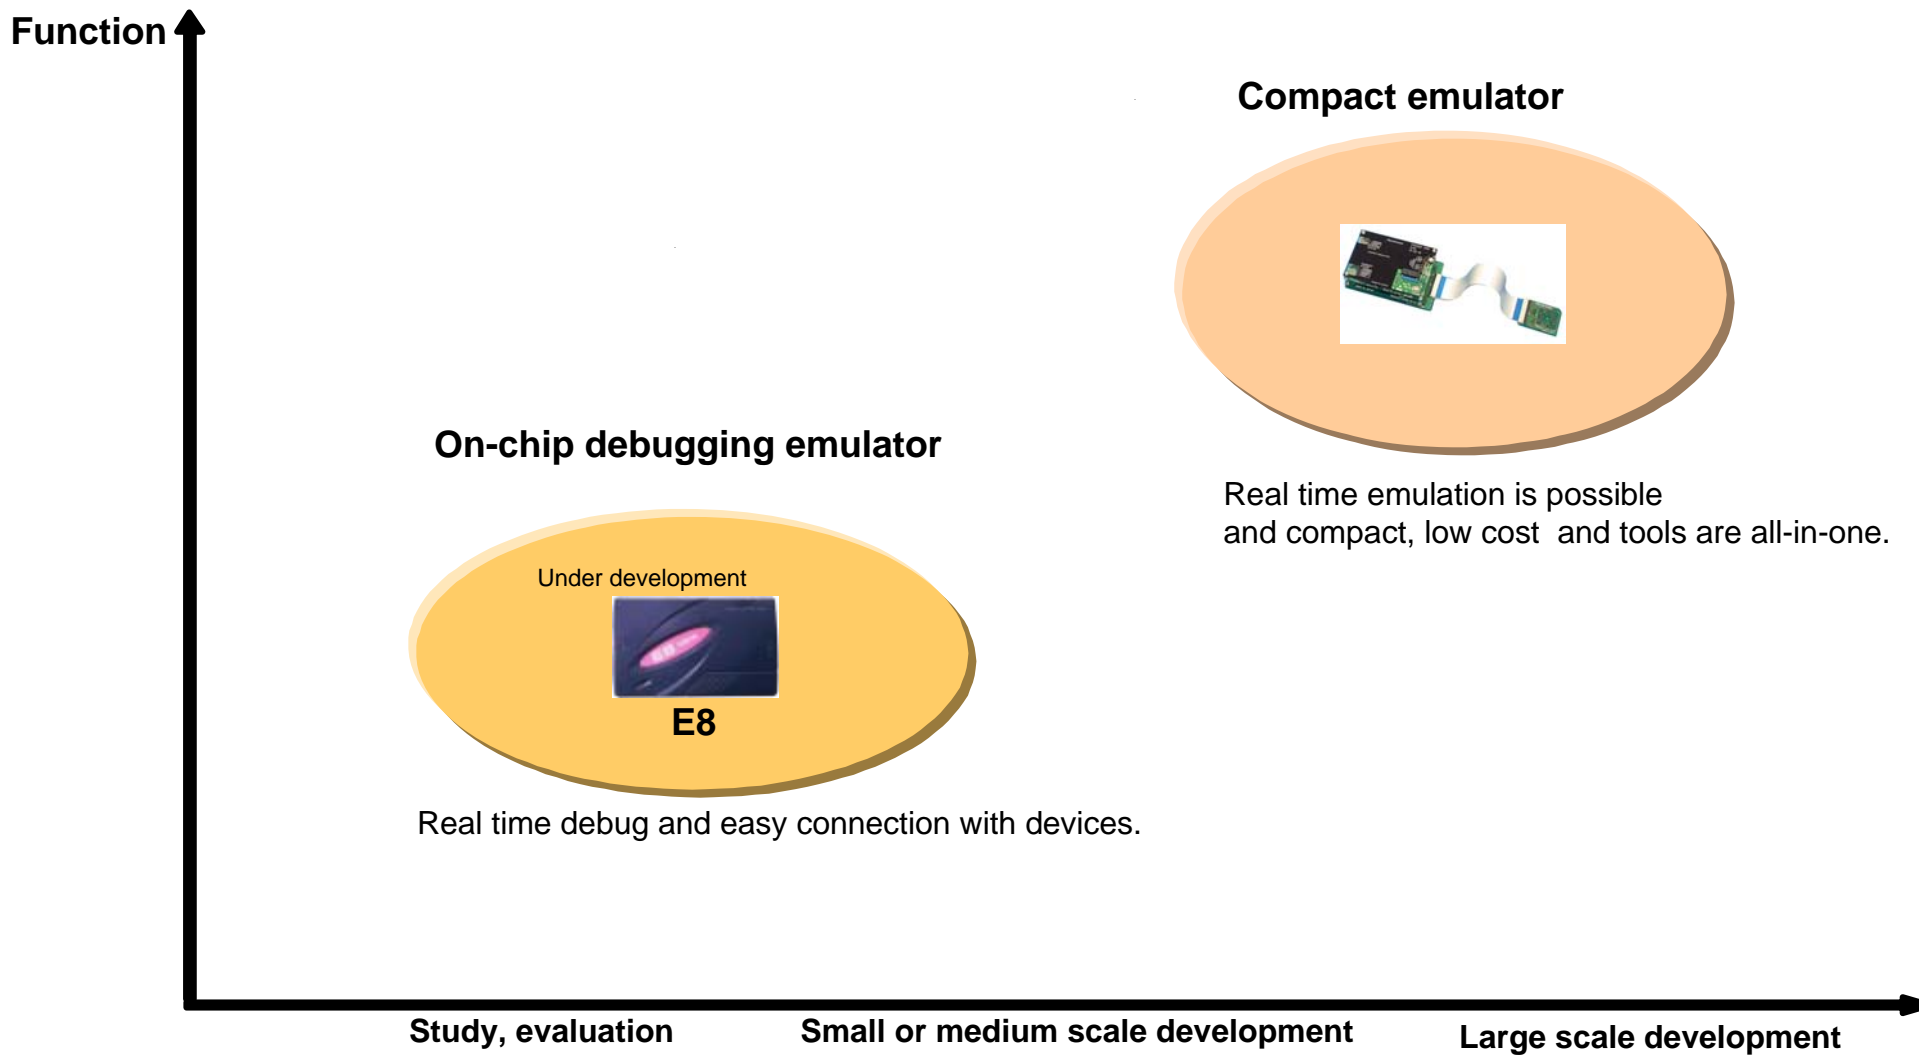 Function
Compact emulator
Real time emulation is possible
and compact, low cost  and tools are all-in-one.
On-chip debugging emulator
Under development
E8
Real time debug and easy connection with devices.
Study, evaluation
Small or medium scale development
Large scale development